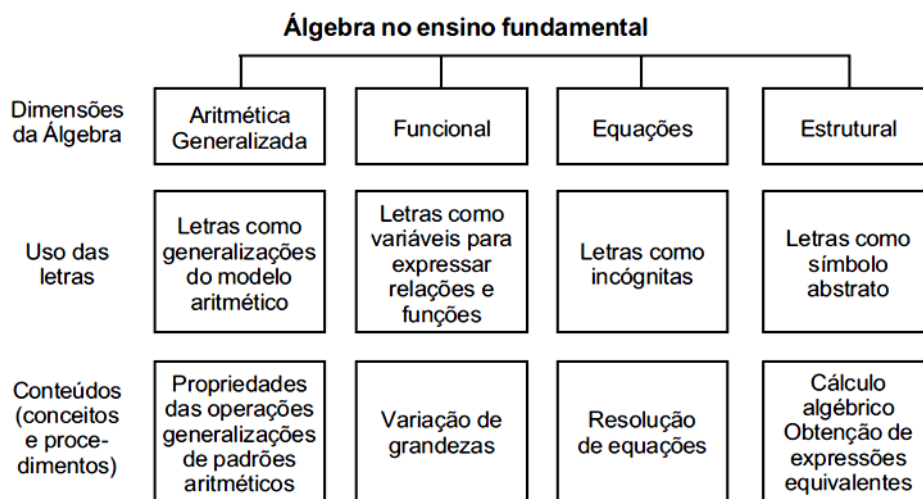 Álgebra no ensino fundamental
Dimensões
da Álgebra
Aritmética
Generalizada
Funcional
Equações
Estrutural
Uso das
letras
Letras como
generalizações
do modelo
aritmético
Letras como
variáveis para
expressar
relações e
funções
Letras como
incógnitas
Letras como
símbolo
abstrato
Conteúdos
(conceitos
e proce-
dimentos)
Propriedades
das operações
generalizações
de padrões
aritméticos
Variação de
grandezas
Resolução
de equações
Cálculo
algébrico
Obtenção de
expressões
equivalentes